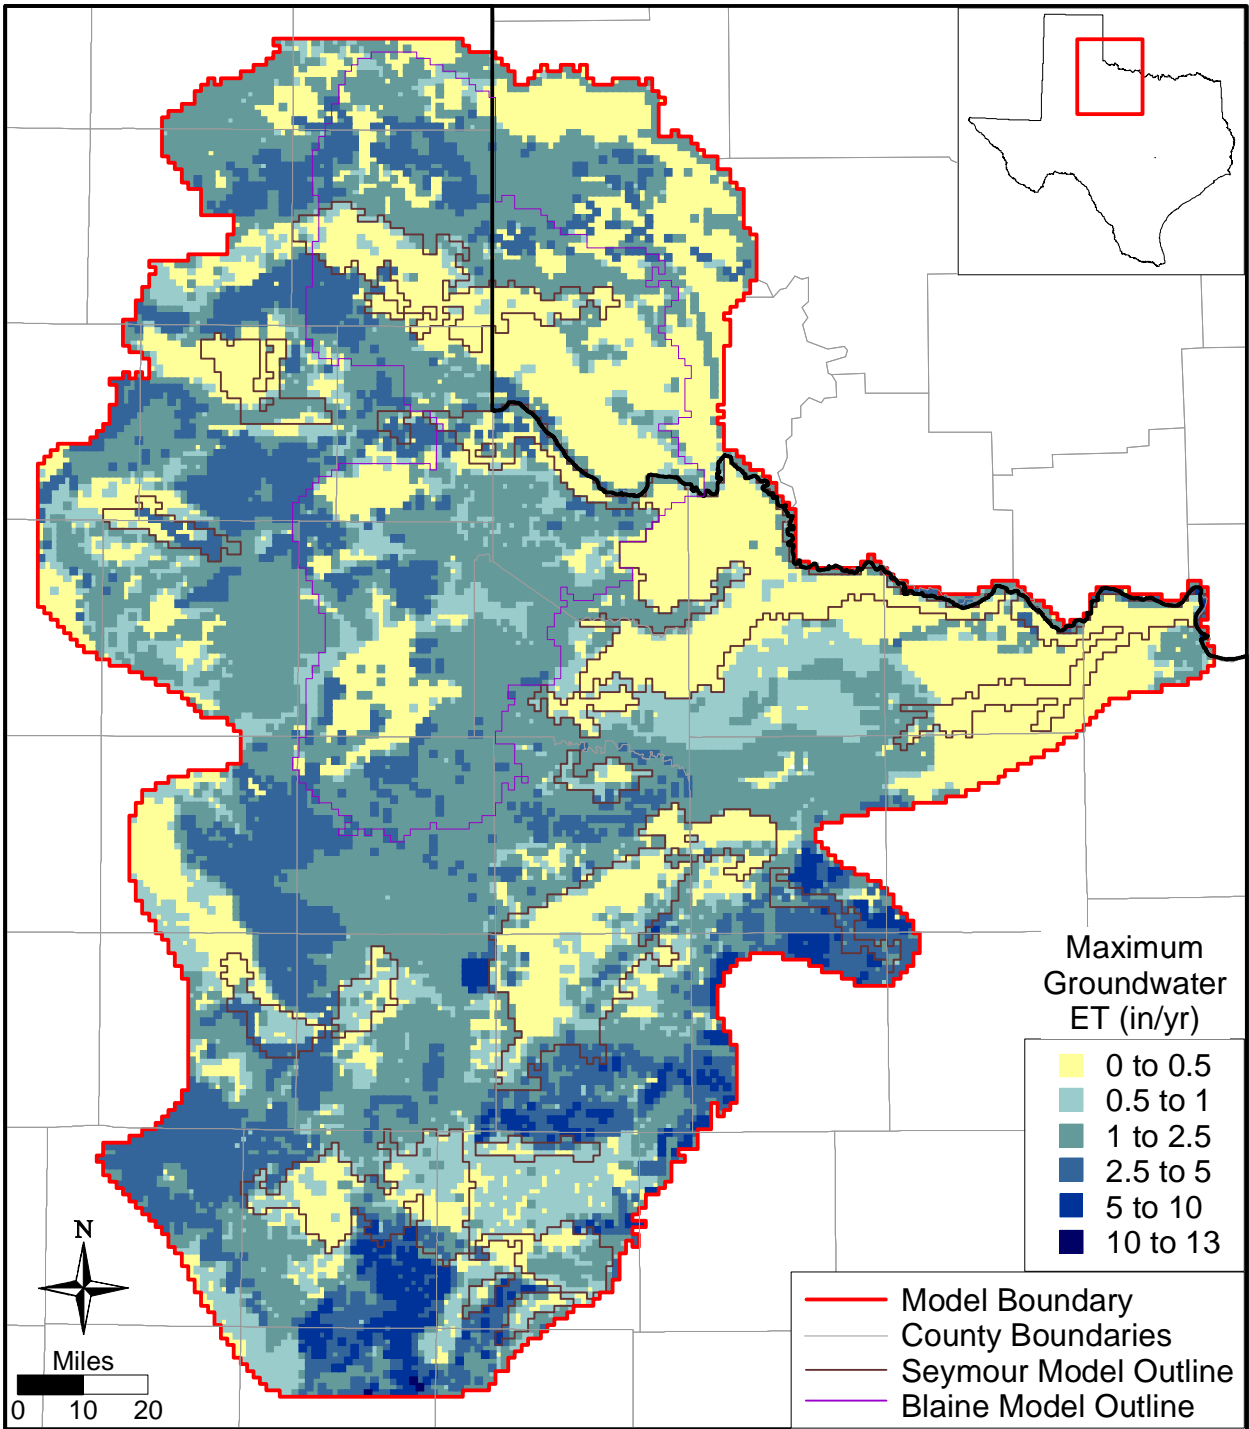 Maximum
Groundwater
ET (in/yr)
0 to 0.5
0.5 to 1
1 to 2.5
2.5 to 5
5 to 10
10 to 13
N
Miles
0 10 20
Model Boundary
County Boundaries
Seymour Model Outline
Blaine Model Outline